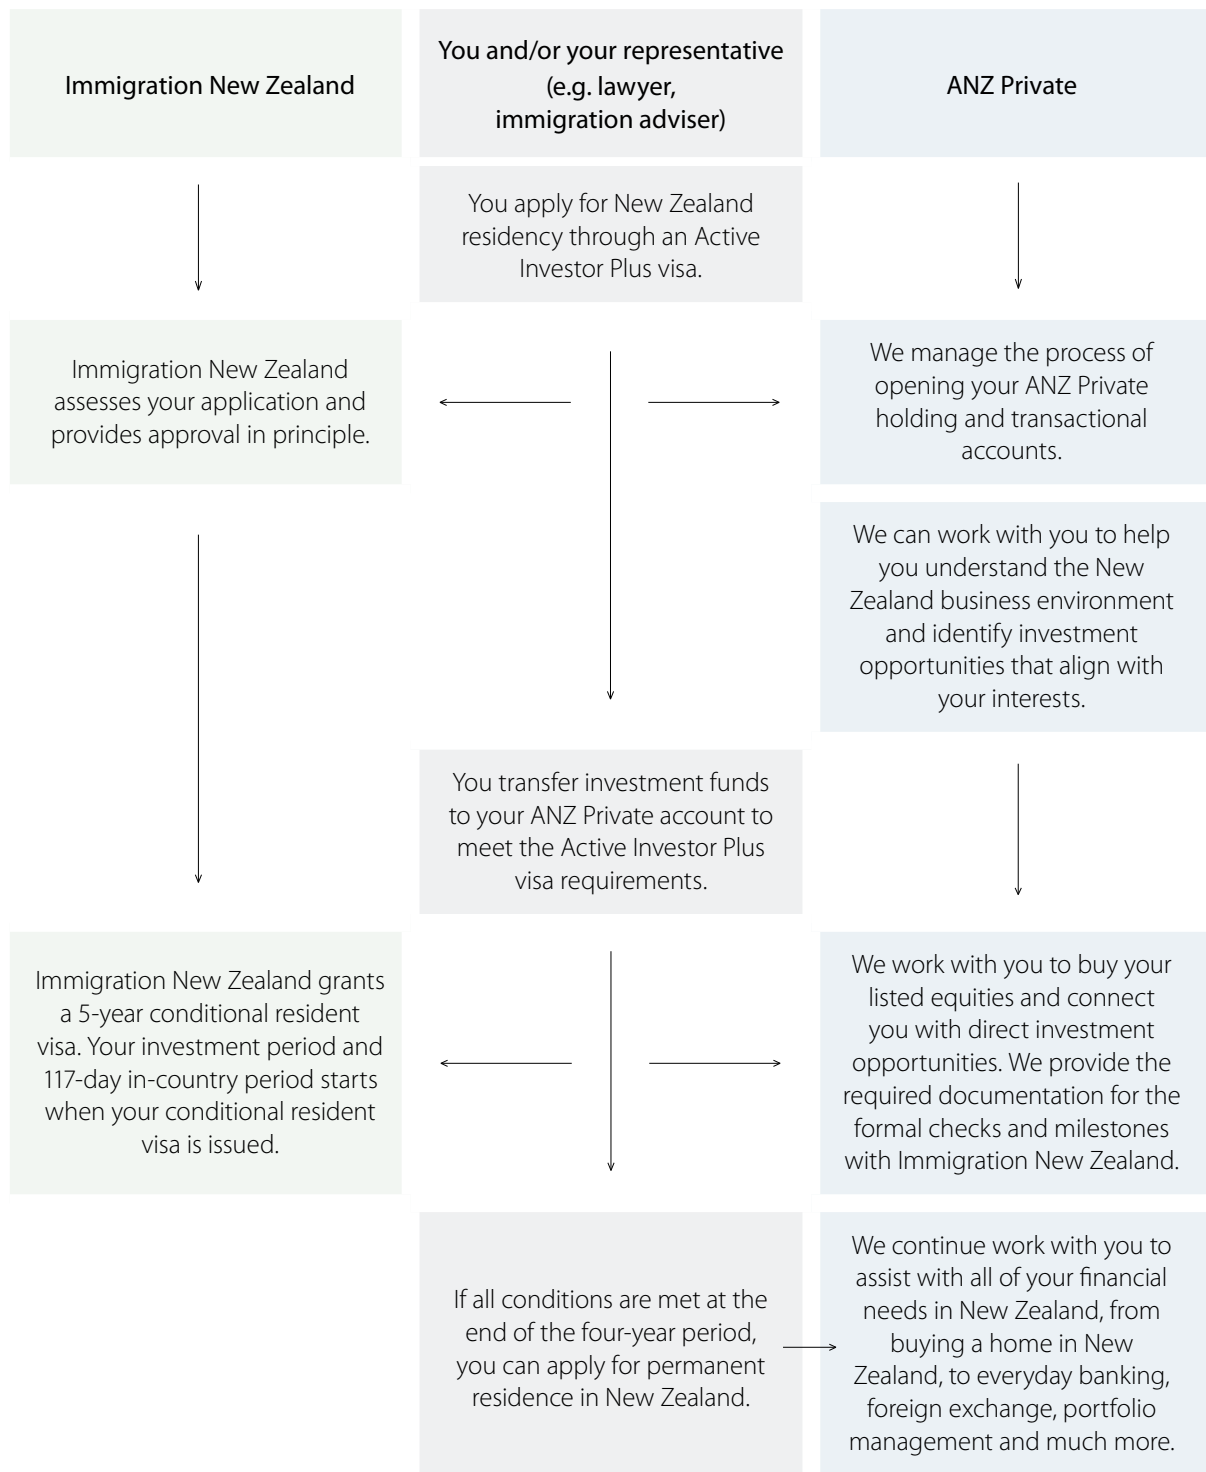 Immigration New Zealand
You and/or your representative
(e.g. lawyer,
immigration adviser)
ANZ Private
You apply for New Zealand
residency through an Active
Investor Plus visa.
Immigration New Zealand
assesses your application and
provides approval in principle.
We manage the process of
opening your ANZ Private
holding and transactional
accounts.
We can work with you to help
you understand the New
Zealand business environment
and identify investment
opportunities that align with
your interests.
You transfer investment funds
to your ANZ Private account to
meet the Active Investor Plus
visa requirements.
Immigration New Zealand grants
a 5-year conditional resident
visa. Your investment period and
117-day in-country period starts
when your conditional resident
visa is issued.
We work with you to buy your
listed equities and connect
you with direct investment
opportunities. We provide the
required documentation for the
formal checks and milestones
with Immigration New Zealand.
If all conditions are met at the
end of the four-year period,
you can apply for permanent
residence in New Zealand.
We continue work with you to
assist with all of your financial
needs in New Zealand, from
buying a home in New
Zealand, to everyday banking,
foreign exchange, portfolio
management and much more.